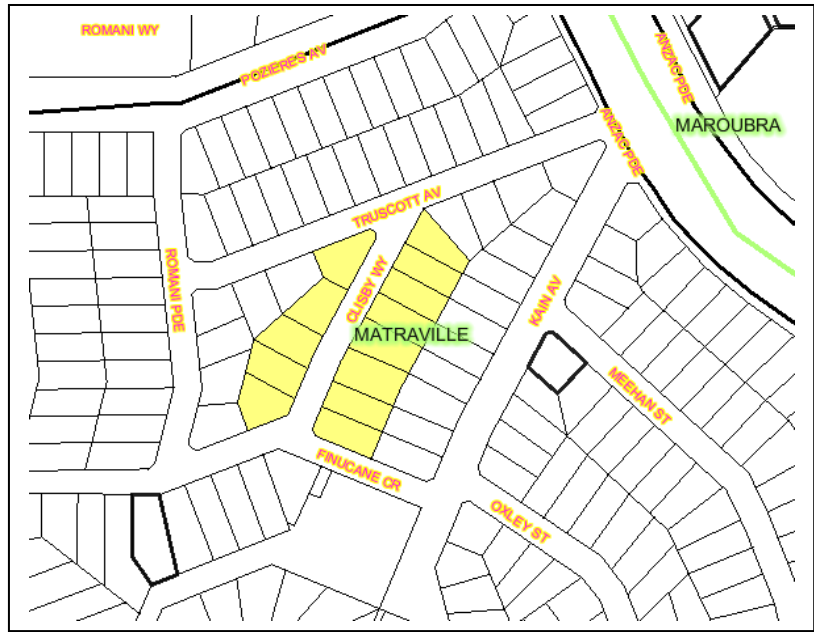 ROMANI WY
POZIERES AV
ANZAC PDE
MAROUBRA
ANZAC PDE
TRUSCOTT AV
ROMANI PDE
CLISBY WY
KAIN AV
MATRAVILLE
MEEHAN ST
FINUCANE CR
OXLEY ST